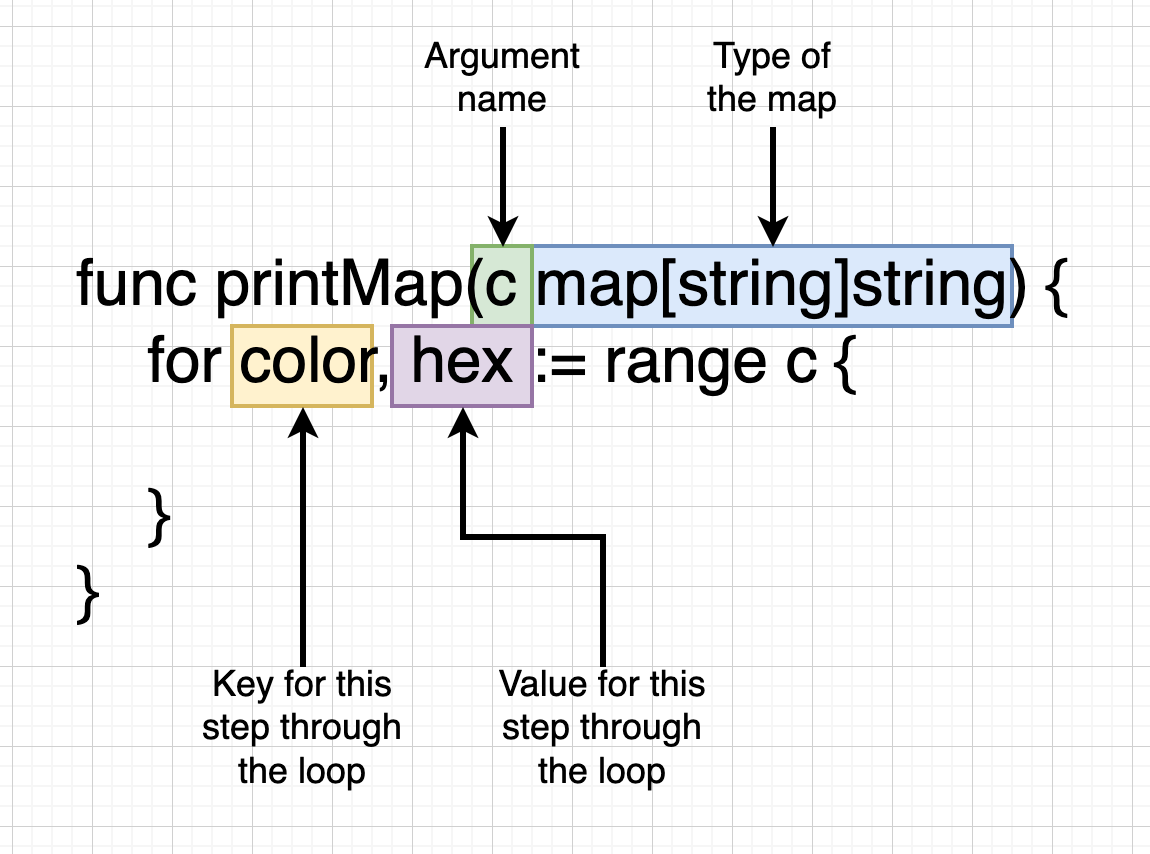 Argument
name
Type of
the map
func printMap(c map[string]string) {
for color, hex := range c {
}
}
Key for this
step through
the loop
Value for this
step through
the loop